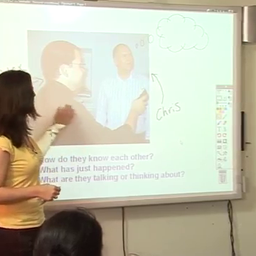 Chris
How do they know each other?
What has just happened?
What are they talking or thinking about?